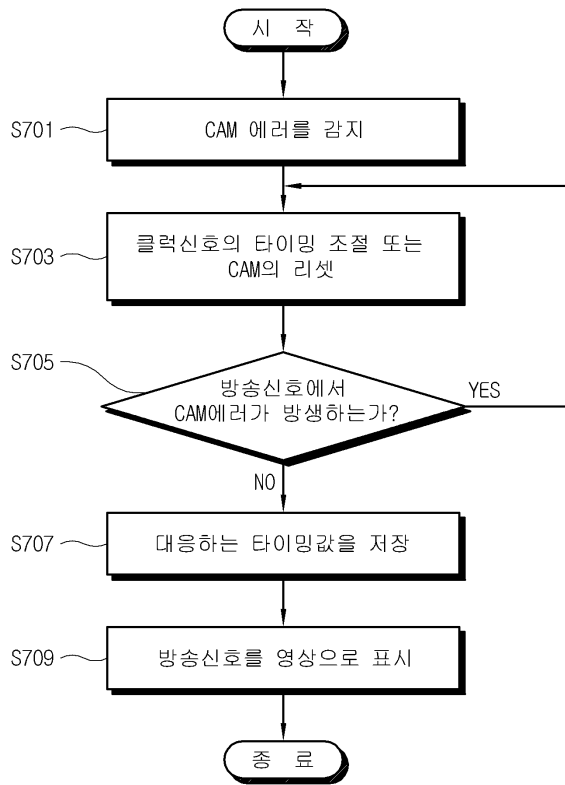 시 작
S701
CAM 에러를 감지
S703
클럭신호의 타이밍 조절 또는
CAM의 리셋
S705
방송신호에서
CAM에러가 발생하는가?
YES
NO
S707
대응하는 타이밍값을 저장
S709
방송신호를 영상으로 표시
종 료